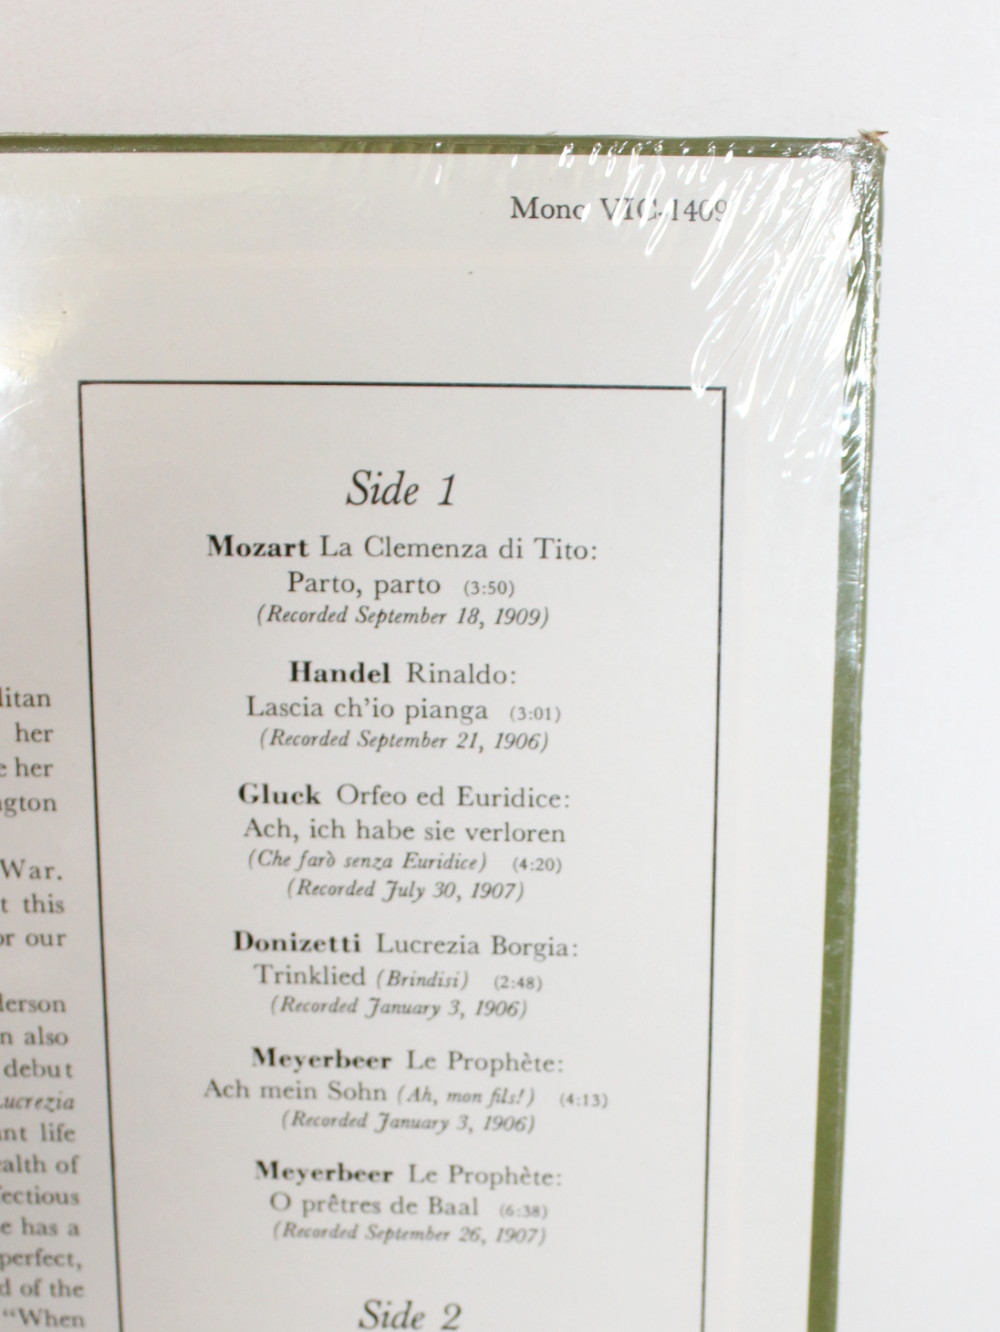 Mono VIC-1409
litan
her
her
War.
this
our
also
debut
life
of
has a
perfect,
of the
"When
Side 1
Mozart La Clemenza di Tito:
Parto, parto (3:50)
(Recorded September 18, 1909)
Handel Rinaldo:
Lascia ch'io pianga (3:01)
(Recorded September 21, 1906)
Gluck Orfeo ed Euridice:
Ach, ich habe sie verloren
(Che farò senza Euridice) (4:20)
(Recorded July 30, 1907)
Donizetti Lucrezia Borgia:
Trinklied (Brindisi) (2:48)
(Recorded January 3, 1906)
Meyerbeer Le Prophète:
Ach mein Sohn (Ah, mon fils!) (4:13)
(Recorded January 3, 1906)
Meyerbeer Le Prophète:
O prêtres de Baal (6:38)
(Recorded September 26, 1907)
Side 2